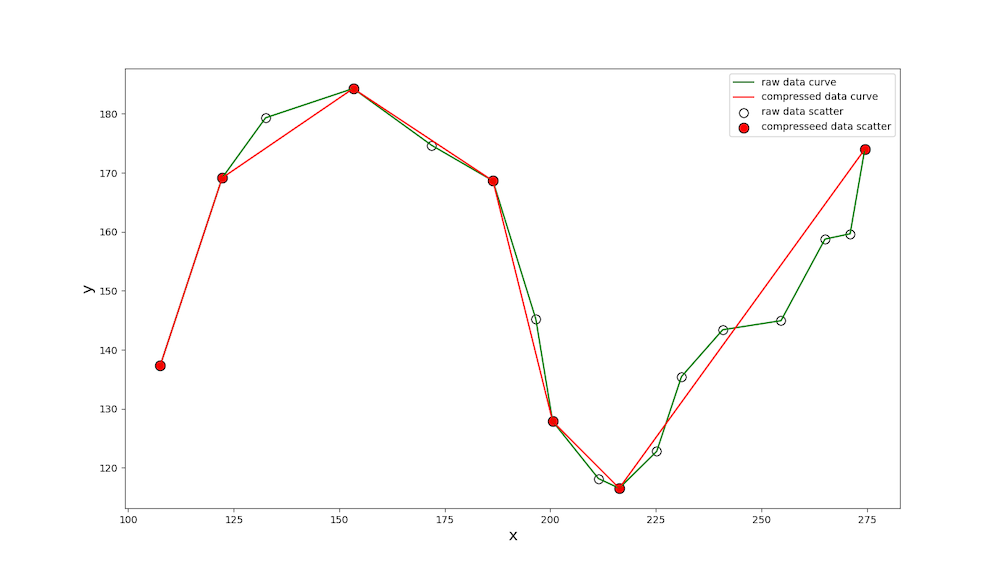 raw data curve
compressed data curve
raw data scatter
compresseed data scatter
180
170
160
150
140
130
120
y
100 125 150 175 200 225 250 275
x